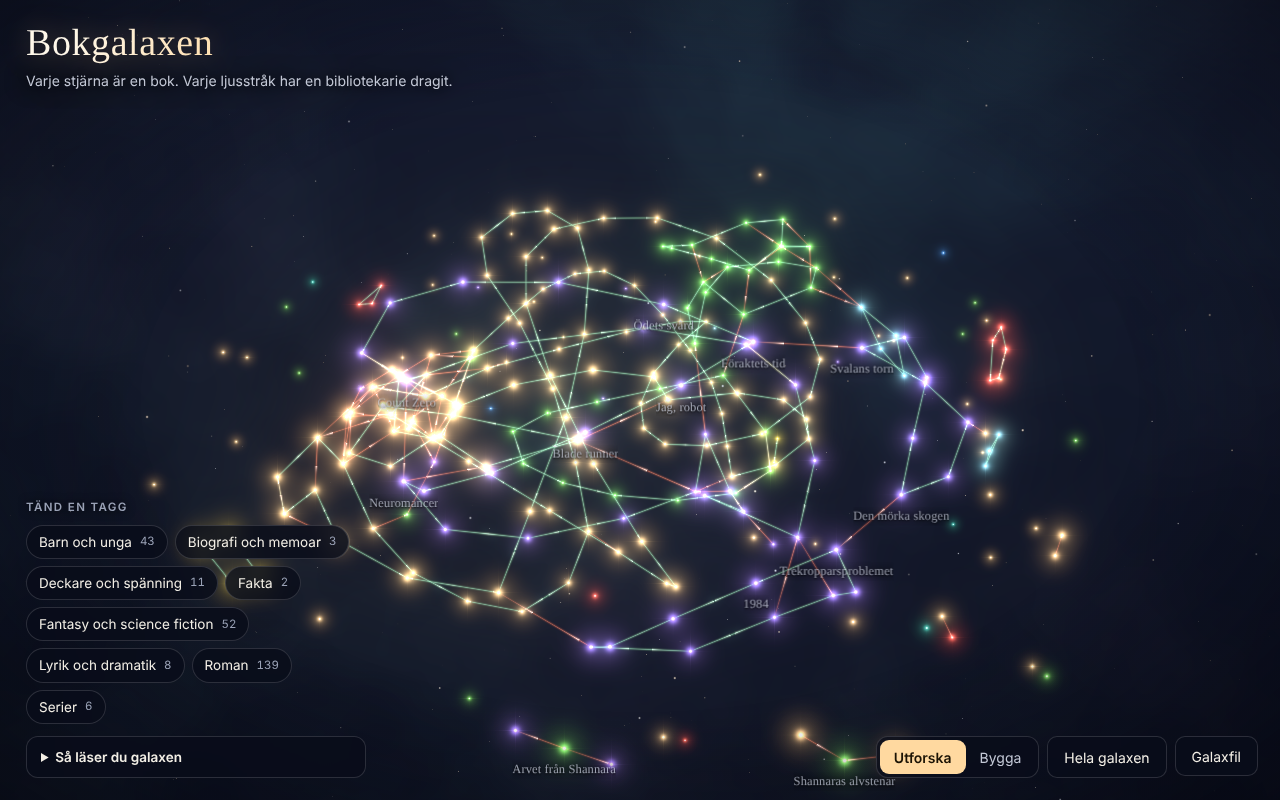 Bokgalaxen
Varje stjärna är en bok. Varje ljusstråk har en bibliotekarie dragit.
Ödets svärd
Föraktets tid
Svalans torn
Count Zero
Jag, robot
Blade runner
Neuromancer
Den mörka skogen
Trekropparsproblemet
1984
TÄND EN TAGG
Barn och unga 43
Biografi och memoar 3
Deckare och spänning 11
Fakta 2
Fantasy och science fiction 52
Lyrik och dramatik 8
Roman 139
Serier 6
Så läser du galaxen
Arvet från Shannara
Shannaras alvstenar
Utforska
Bygga
Hela galaxen
Galaxfil